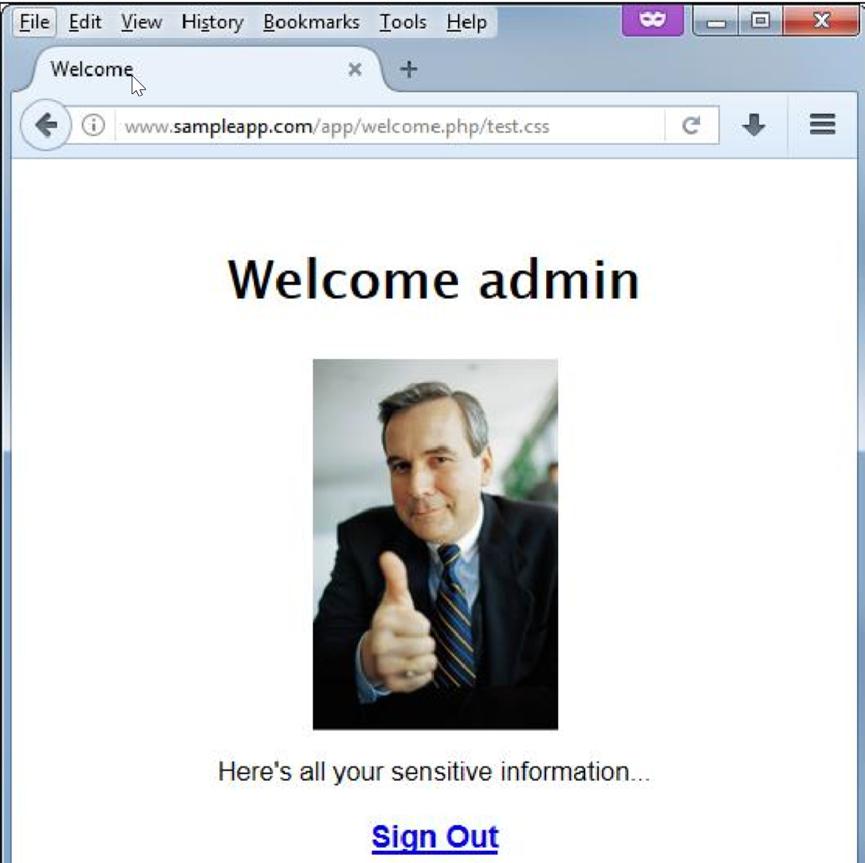 File Edit View History Bookmarks Tools Help
Welcome
www.sampleapp.com/app/welcome.php/test.css
Welcome admin
Here's all your sensitive information...
Sign Out